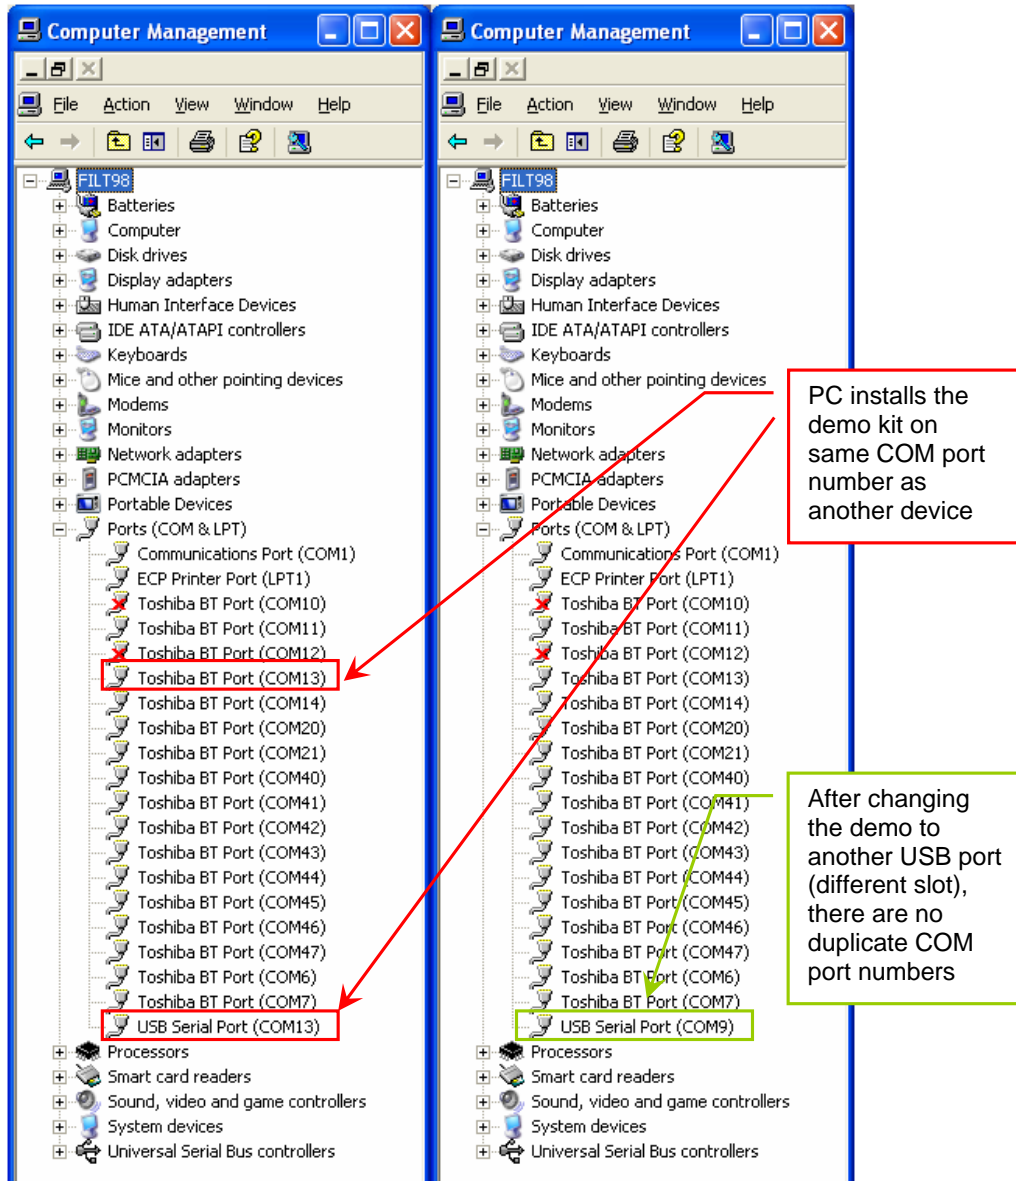 Computer Management
File Action View Window Help
FILT98
Batteries
Computer
Disk drives
Display adapters
Human Interface Devices
IDE ATA/ATAPI controllers
Keyboards
Mice and other pointing devices
Modems
Monitors
Network adapters
PCMCIA adapters
Portable Devices
Ports (COM & LPT)
Communications Port (COM1)
ECP Printer Port (LPT1)
Toshiba BT Port (COM10)
Toshiba BT Port (COM11)
Toshiba BT Port (COM12)
Toshiba BT Port (COM13)
Toshiba BT Port (COM14)
Toshiba BT Port (COM20)
Toshiba BT Port (COM21)
Toshiba BT Port (COM40)
Toshiba BT Port (COM41)
Toshiba BT Port (COM42)
Toshiba BT Port (COM43)
Toshiba BT Port (COM44)
Toshiba BT Port (COM45)
Toshiba BT Port (COM46)
Toshiba BT Port (COM47)
Toshiba BT Port (COM6)
Toshiba BT Port (COM7)
USB Serial Port (COM13)
Processors
Smart card readers
Sound, video and game controllers
System devices
Universal Serial Bus controllers
Computer Management
File Action View Window Help
FILT98
Batteries
Computer
Disk drives
Display adapters
Human Interface Devices
IDE ATA/ATAPI controllers
Keyboards
Mice and other pointing devices
Modems
Monitors
Network adapters
PCMCIA adapters
Portable Devices
Ports (COM & LPT)
Communications Port (COM1)
ECP Printer Port (LPT1)
Toshiba BT Port (COM10)
Toshiba BT Port (COM11)
Toshiba BT Port (COM12)
Toshiba BT Port (COM13)
Toshiba BT Port (COM14)
Toshiba BT Port (COM20)
Toshiba BT Port (COM21)
Toshiba BT Port (COM40)
Toshiba BT Port (COM41)
Toshiba BT Port (COM42)
Toshiba BT Port (COM43)
Toshiba BT Port (COM44)
Toshiba BT Port (COM45)
Toshiba BT Port (COM46)
Toshiba BT Port (COM47)
Toshiba BT Port (COM6)
Toshiba BT Port (COM7)
USB Serial Port (COM9)
Processors
Smart card readers
Sound, video and game controllers
System devices
Universal Serial Bus controllers
PC installs the
demo kit on
same COM port
number as
another device
After changing
the demo to
another USB port
(different slot),
there are no
duplicate COM
port numbers